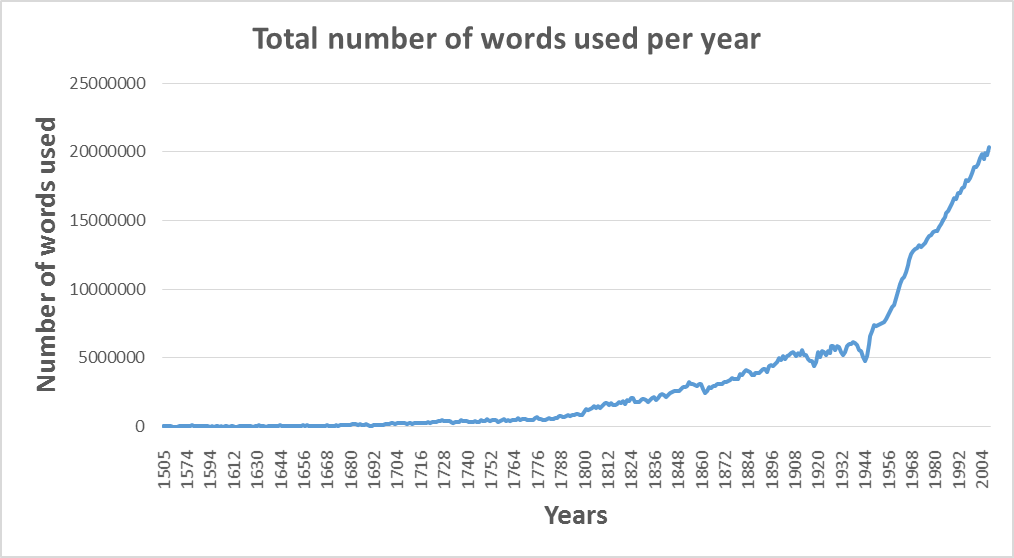 Total number of words used per year
25000000
20000000
15000000
10000000
5000000
0
Number of words used
1505 1574 1594 1612 1630 1644 1656 1668 1680 1692 1704 1716 1728 1740 1752 1764 1776 1788 1800 1812 1824 1836 1848 1860 1872 1884 1896 1908 1920 1932 1944 1956 1968 1980 1992 2004
Years